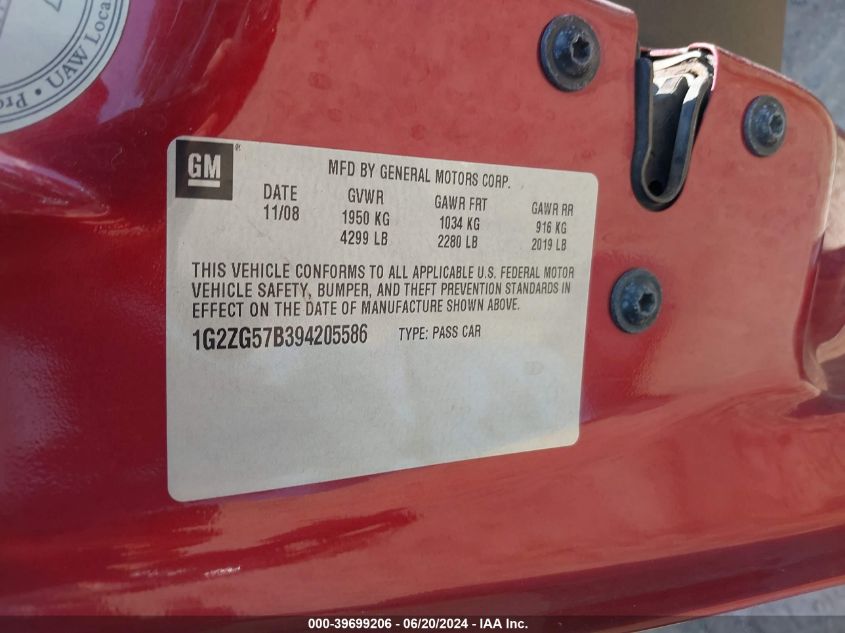 Pro
• UAW Loca
GM
MFD BY GENERAL MOTORS CORP.
DATE GVWR GAWR FRT GAWR RR
11/08 1950 KG 1034 KG 916 KG
4299 LB 2280 LB 2019 LB
THIS VEHICLE CONFORMS TO ALL APPLICABLE U.S. FEDERAL MOTOR
VEHICLE SAFETY, BUMPER, AND THEFT PREVENTION STANDARDS IN
EFFECT ON THE DATE OF MANUFACTURE SHOWN ABOVE.
1G2ZG57B394205586 TYPE: PASS CAR
000-39699206 - 06/20/2024 - IAA Inc.